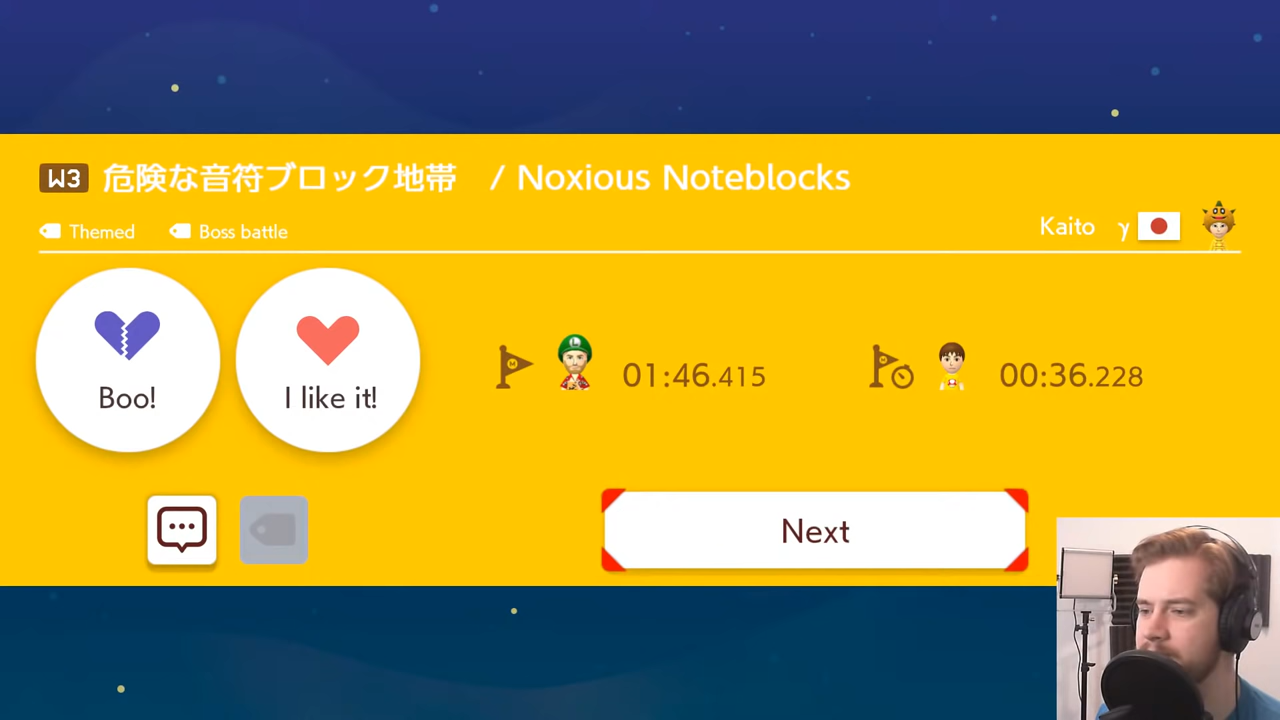 W3 危険な音符ブロック地帯 / Noxious Noteblocks
Themed Boss battle
Kaito γ
Boo!
I like it!
M 01:46.415
M 00:36.228
Next